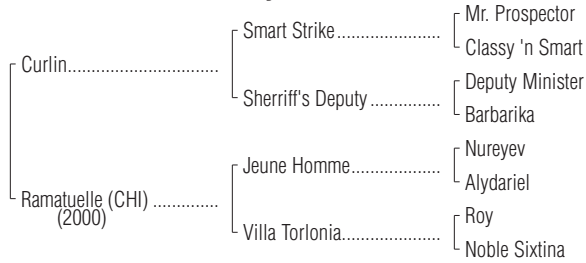 Mr. Prospector
Smart Strike....................
Classy 'n Smart
Curlin..............................
Deputy Minister
Sherriff's Deputy .............
Barbarika
Nureyev
Jeune Homme.................
Alydariel
Ramatuelle (CHI) .............
(2000)
Roy
Villa Torlonia...................
Noble Sixtina